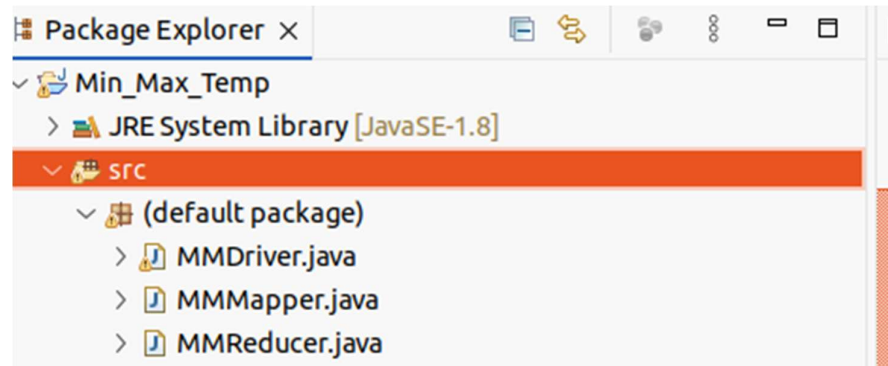 Package Explorer
Min_Max_Temp
JRE System Library [JavaSE-1.8]
src
(default package)
MMDriver.java
MMMapper.java
MMReducer.java